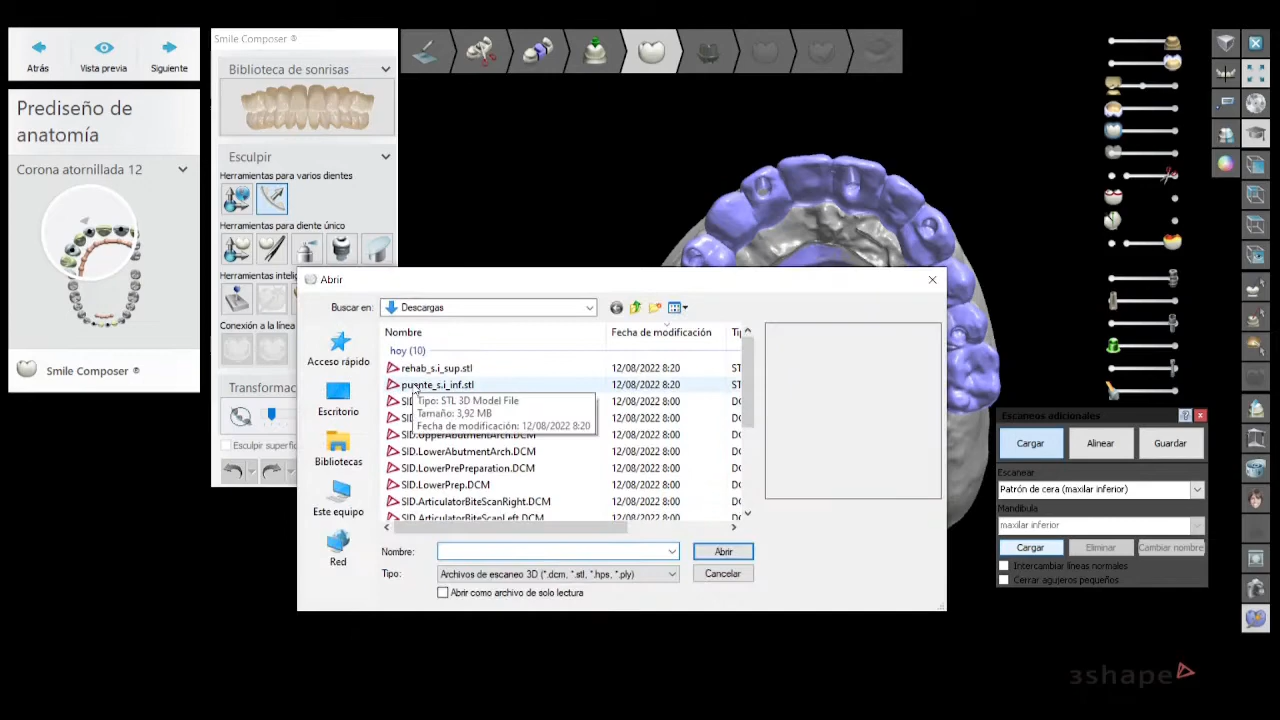 Atrás
Vista previa
Siguiente
Prediseño de
anatomía
Corona atornillada 12
Smile Composer ®
Smile Composer ®
Biblioteca de sonrisas
Esculpir
Herramientas para varios dientes
Herramientas para diente único
Herramientas inteli
Conexión a la línea
Transformac
Esculpir superfic
Abrir
Buscar en:
Descargas
Acceso rápido
Escritorio
Bibliotecas
Este equipo
Red
Nombre
Fecha de modificación
Ti
hoy (10)
rehab_s.i_sup.stl
12/08/2022 8:20
ST
puente_s.i_inf.stl
12/08/2022 8:20
ST
Tipo: STL 3D Model File
Tamaño: 3,92 MB
Fecha de modificación: 12/08/2022 8:20
SID.UpperAbutmentArch.DCM
12/08/2022 8:00
SID.LowerAbutmentArch.DCM
12/08/2022 8:00
SID.LowerPrePreparation.DCM
12/08/2022 8:00
SID.LowerPrep.DCM
12/08/2022 8:00
SID.ArticulatorBiteScanRight.DCM
12/08/2022 8:00
SID.ArticulatorBiteScanLeft.DCM
12/08/2022 8:00
Nombre:
Abrir
Tipo:
Archivos de escaneo 3D (*.dcm, *.stl, *.hps, *.ply)
Cancelar
Abrir como archivo de solo lectura
Escaneos adicionales
Cargar
Alinear
Guardar
Escanear
Patrón de cera (maxilar inferior)
Mandíbula
maxilar inferior
Cargar
Eliminar
Cambiar nombre
Intercambiar líneas normales
Cerrar agujeros pequeños
3shape